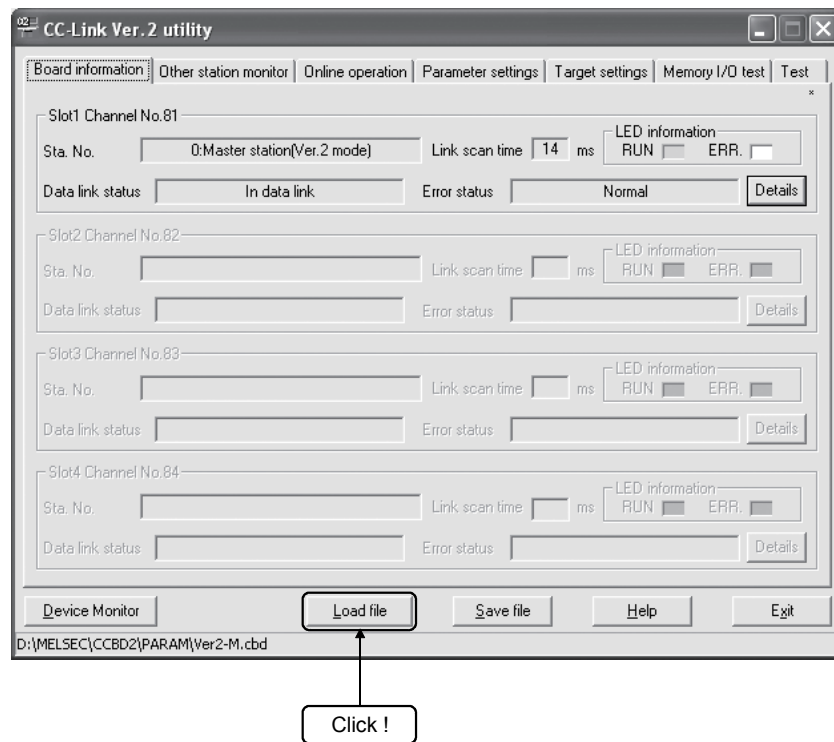 CC-Link Ver.2 utility
Board information Other station monitor Online operation Parameter settings Target settings Memory I/O test Test
*
Slot1 Channel No.81
LED information
Sta. No. 0:Master station(Ver.2 mode) Link scan time 14 ms RUN ERR.
Data link status In data link Error status Normal Details
Slot2 Channel No.82
LED information
Sta. No. Link scan time ms RUN ERR.
Data link status Error status Details
Slot3 Channel No.83
LED information
Sta. No. Link scan time ms RUN ERR.
Data link status Error status Details
Slot4 Channel No.84
LED information
Sta. No. Link scan time ms RUN ERR.
Data link status Error status Details
Device Monitor Load file Save file Help Exit
D:\MELSEC\CCBD2\PARAM\Ver2-M.cbd
Click !